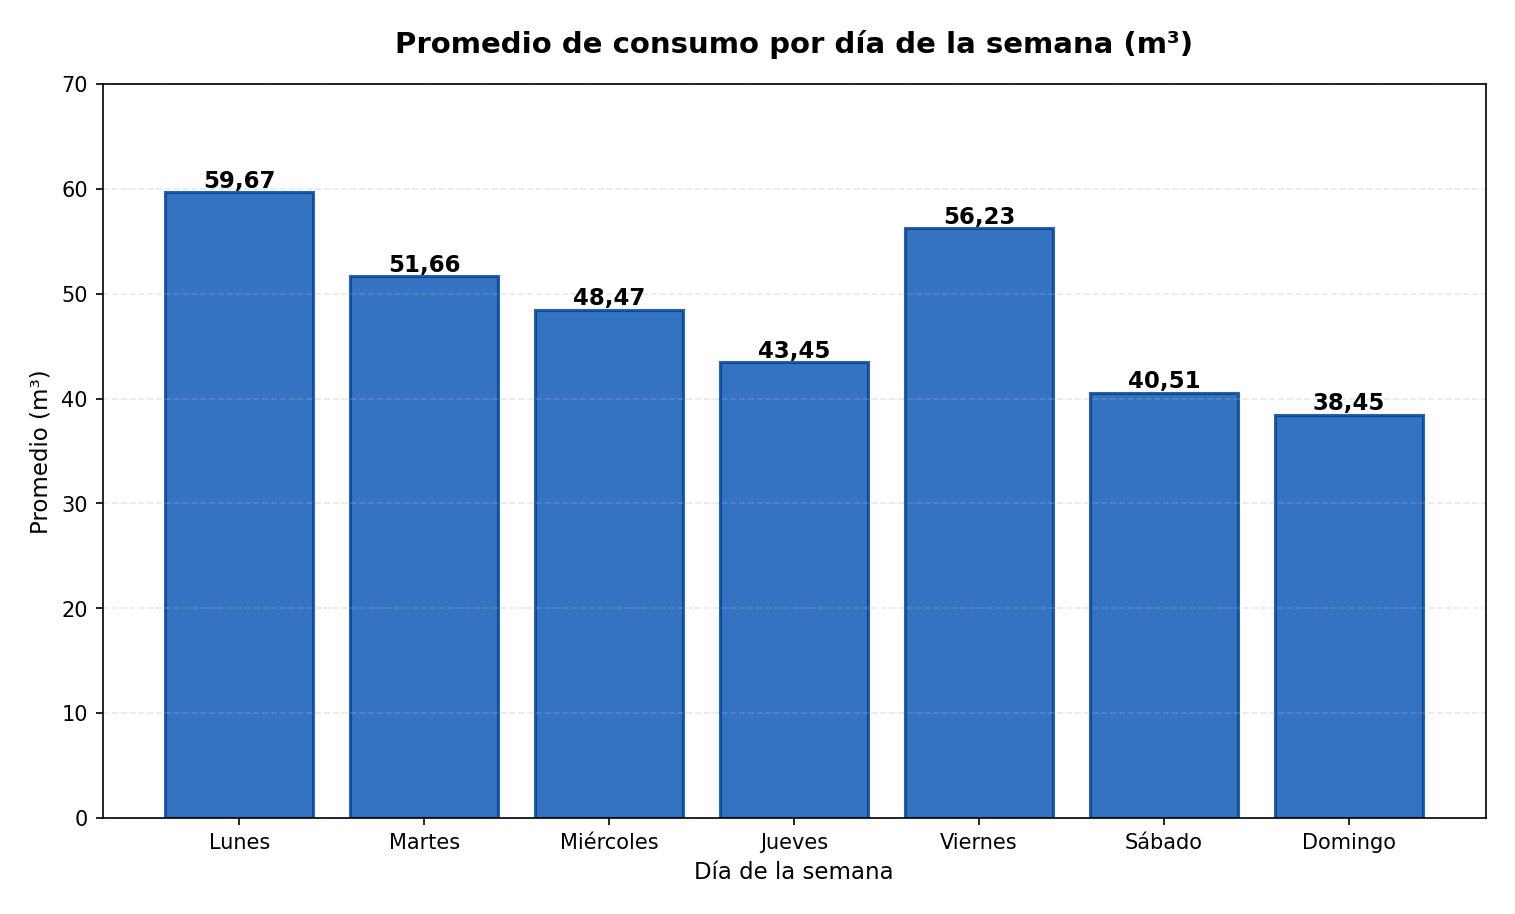 Promedio de consumo por día de la semana (m³)
70
60
50
40
30
20
10
0
Promedio (m³)
59,67
51,66
48,47
43,45
56,23
40,51
38,45
Lunes
Martes
Miércoles
Jueves
Viernes
Sábado
Domingo
Día de la semana